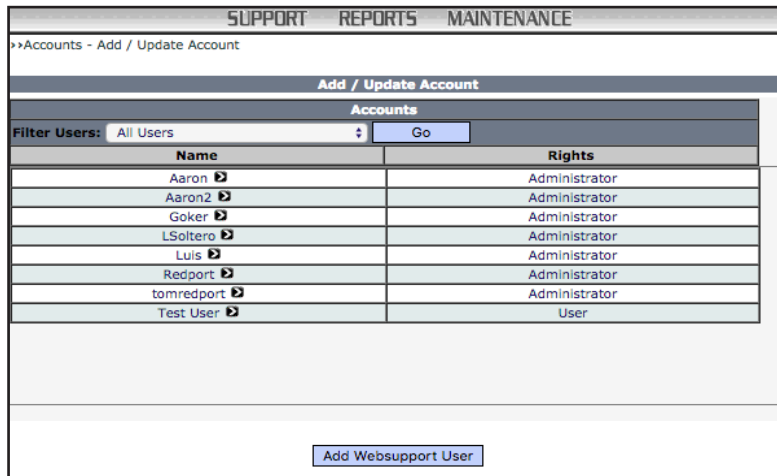 SUPPORT REPORTS MAINTENANCE
››Accounts - Add / Update Account
Add / Update Account
Accounts
Filter Users: All Users Go
Name Rights
Aaron Administrator
Aaron2 Administrator
Goker Administrator
LSoltero Administrator
Luis Administrator
Redport Administrator
tomredport Administrator
Test User User
Add Websupport User